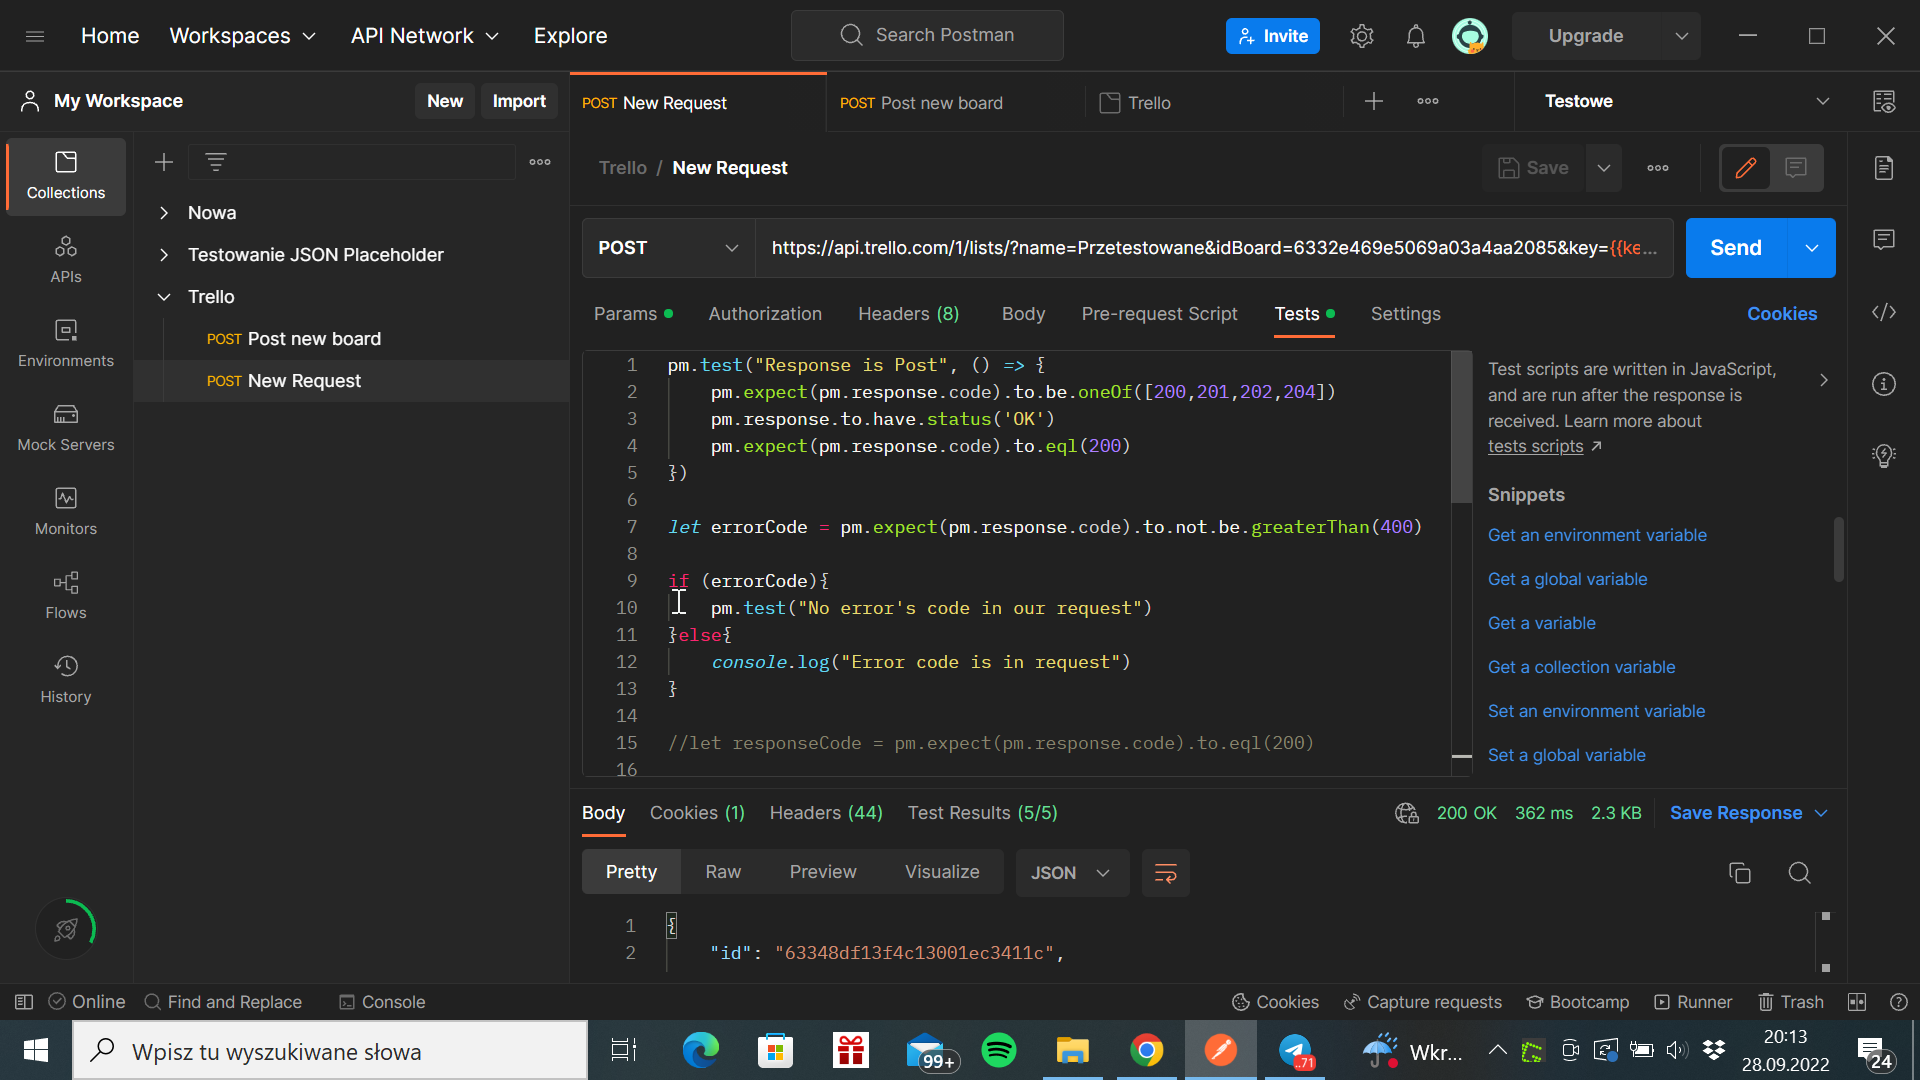 Home Workspaces API Network Explore Search Postman Invite Upgrade
My Workspace New Import POST New Request POST Post new board Trello Testowe
Collections
APIs
Environments
Mock Servers
Monitors
Flows
History
Nowa
Testowanie JSON Placeholder
Trello
POST Post new board
POST New Request
Trello / New Request Save
POST https://api.trello.com/1/lists/?name=Przetestowane&idBoard=6332e469e5069a03a4aa2085&key={{ke... Send
Params Authorization Headers (8) Body Pre-request Script Tests Settings Cookies
1 pm.test("Response is Post", () => {
2 pm.expect(pm.response.code).to.be.oneOf([200,201,202,204])
3 pm.response.to.have.status('OK')
4 pm.expect(pm.response.code).to.eql(200)
5 })
6
7 let errorCode = pm.expect(pm.response.code).to.not.be.greaterThan(400)
8
9 if (errorCode){
10 pm.test("No error's code in our request")
11 }else{
12 console.log("Error code is in request")
13 }
14
15 //let responseCode = pm.expect(pm.response.code).to.eql(200)
16
Test scripts are written in JavaScript,
and are run after the response is
received. Learn more about
tests scripts ↗
Snippets
Get an environment variable
Get a global variable
Get a variable
Get a collection variable
Set an environment variable
Set a global variable
Body Cookies (1) Headers (44) Test Results (5/5) 200 OK 362 ms 2.3 KB Save Response
Pretty Raw Preview Visualize JSON
1 {
2 "id": "63348df13f4c13001ec3411c",
Online Find and Replace Console Cookies Capture requests Bootcamp Runner Trash
Wpisz tu wyszukiwane słowa 99+ 71 Wkr... 20:13
28.09.2022 24